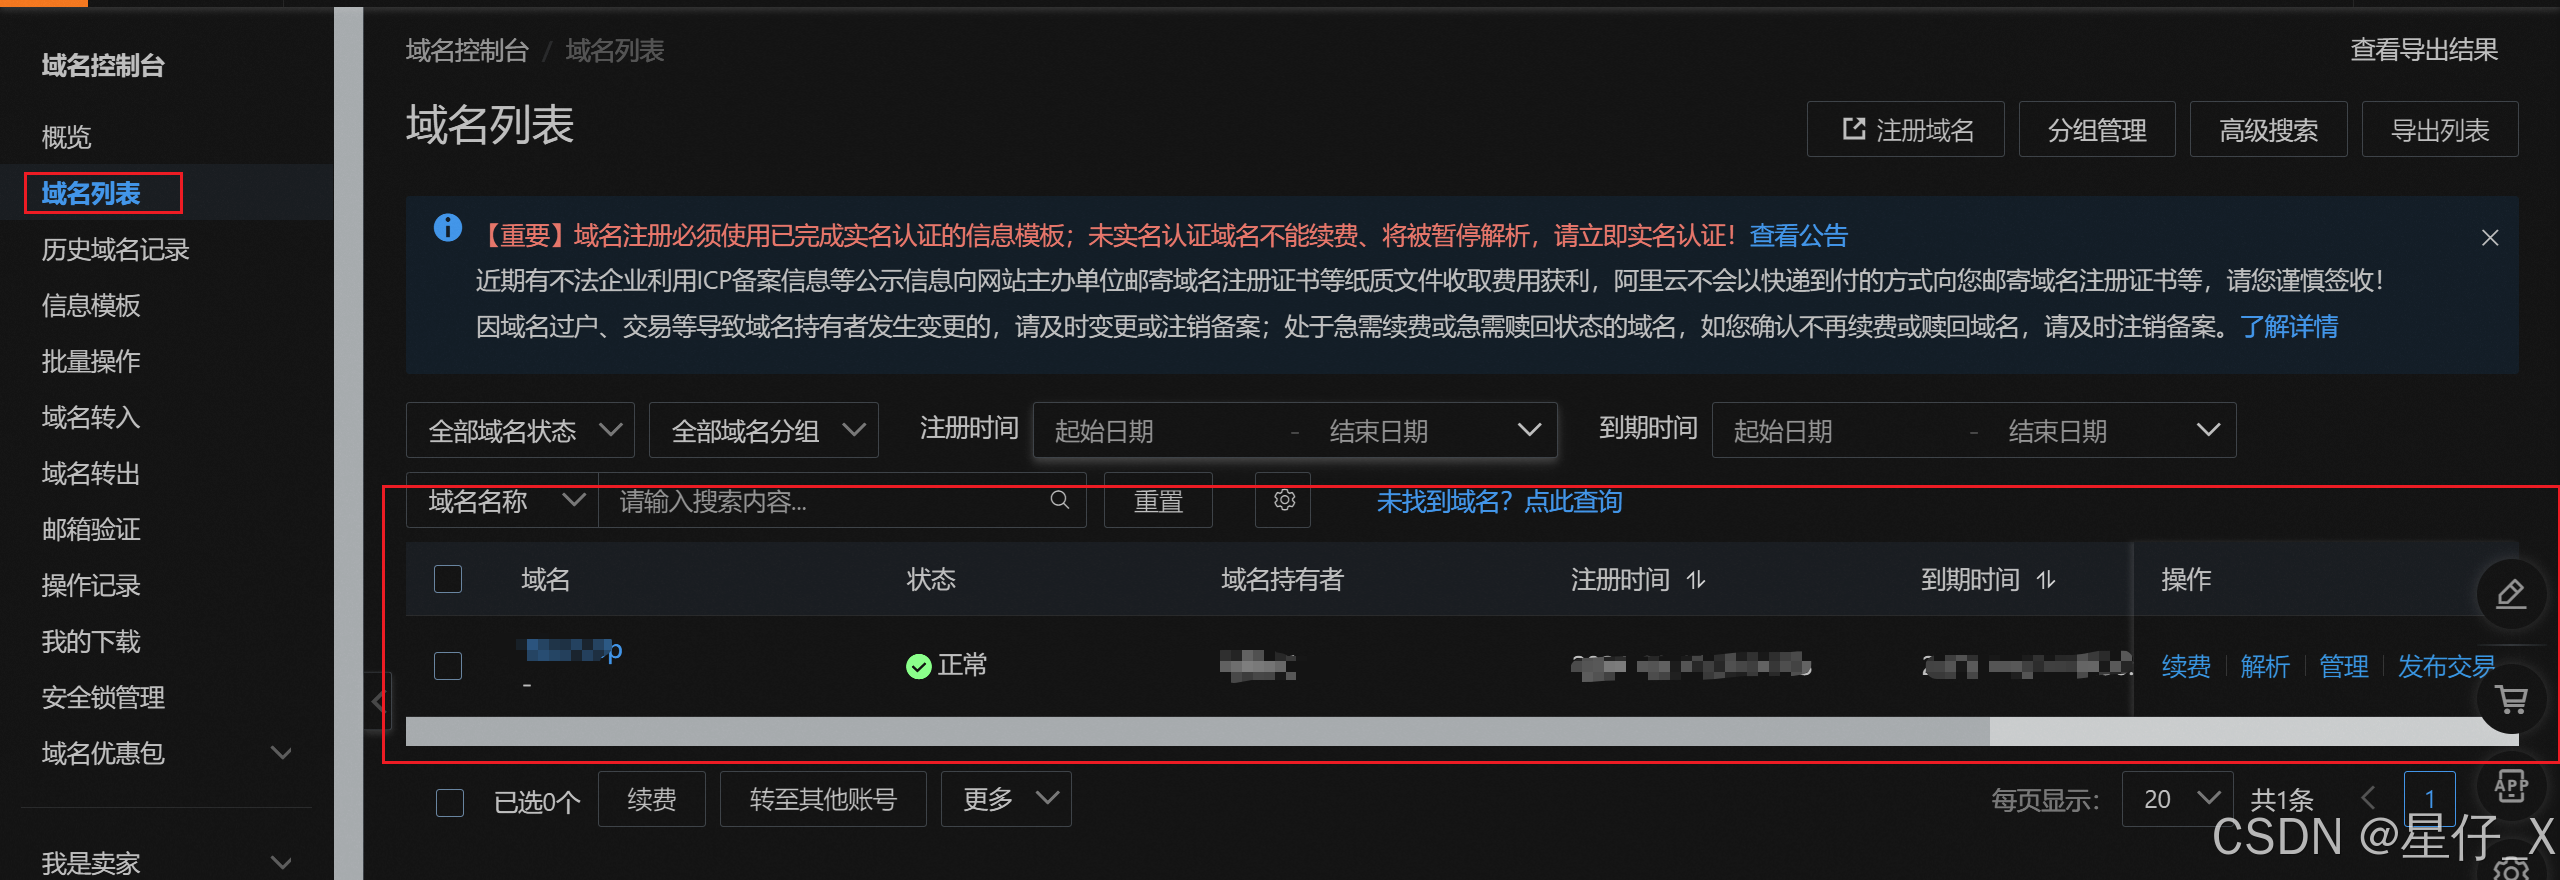 域名控制台
概览
域名列表
历史域名记录
信息模板
批量操作
域名转入
域名转出
邮箱验证
操作记录
我的下载
安全锁管理
域名优惠包
我是卖家
域名控制台 / 域名列表
查看导出结果
域名列表
注册域名 分组管理 高级搜索 导出列表
【重要】域名注册必须使用已完成实名认证的信息模板；未实名认证域名不能续费、将被暂停解析，请立即实名认证！查看公告
近期有不法企业利用ICP备案信息等公示信息向网站主办单位邮寄域名注册证书等纸质文件收取费用获利，阿里云不会以快递到付的方式向您邮寄域名注册证书等，请您谨慎签收！
因域名过户、交易等导致域名持有者发生变更的，请及时变更或注销备案；处于急需续费或急需赎回状态的域名，如您确认不再续费或赎回域名，请及时注销备案。了解详情
全部域名状态 全部域名分组 注册时间 起始日期 - 结束日期 到期时间 起始日期 - 结束日期
域名名称 请输入搜索内容... 重置 未找到域名？点此查询
域名 状态 域名持有者 注册时间 到期时间 操作
正常 续费 解析 管理 发布交易
-
已选0个 续费 转至其他账号 更多 每页显示： 20 共1条 1
APP
CSDN @星仔_X